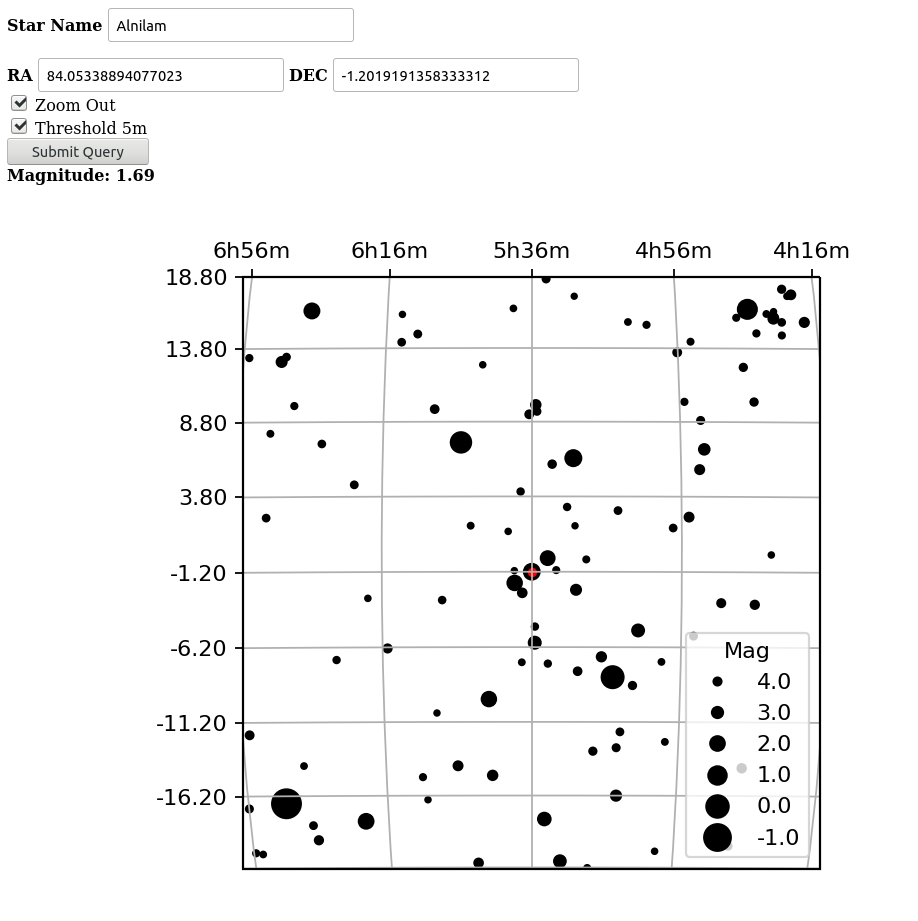 Star Name Alnilam
RA 84.05338894077023 DEC -1.2019191358333312
Zoom Out
Threshold 5m
Submit Query
Magnitude: 1.69
6h56m 6h16m 5h36m 4h56m 4h16m
18.80
13.80
8.80
3.80
-1.20
-6.20
-11.20
-16.20
Mag
4.0
3.0
2.0
1.0
0.0
-1.0